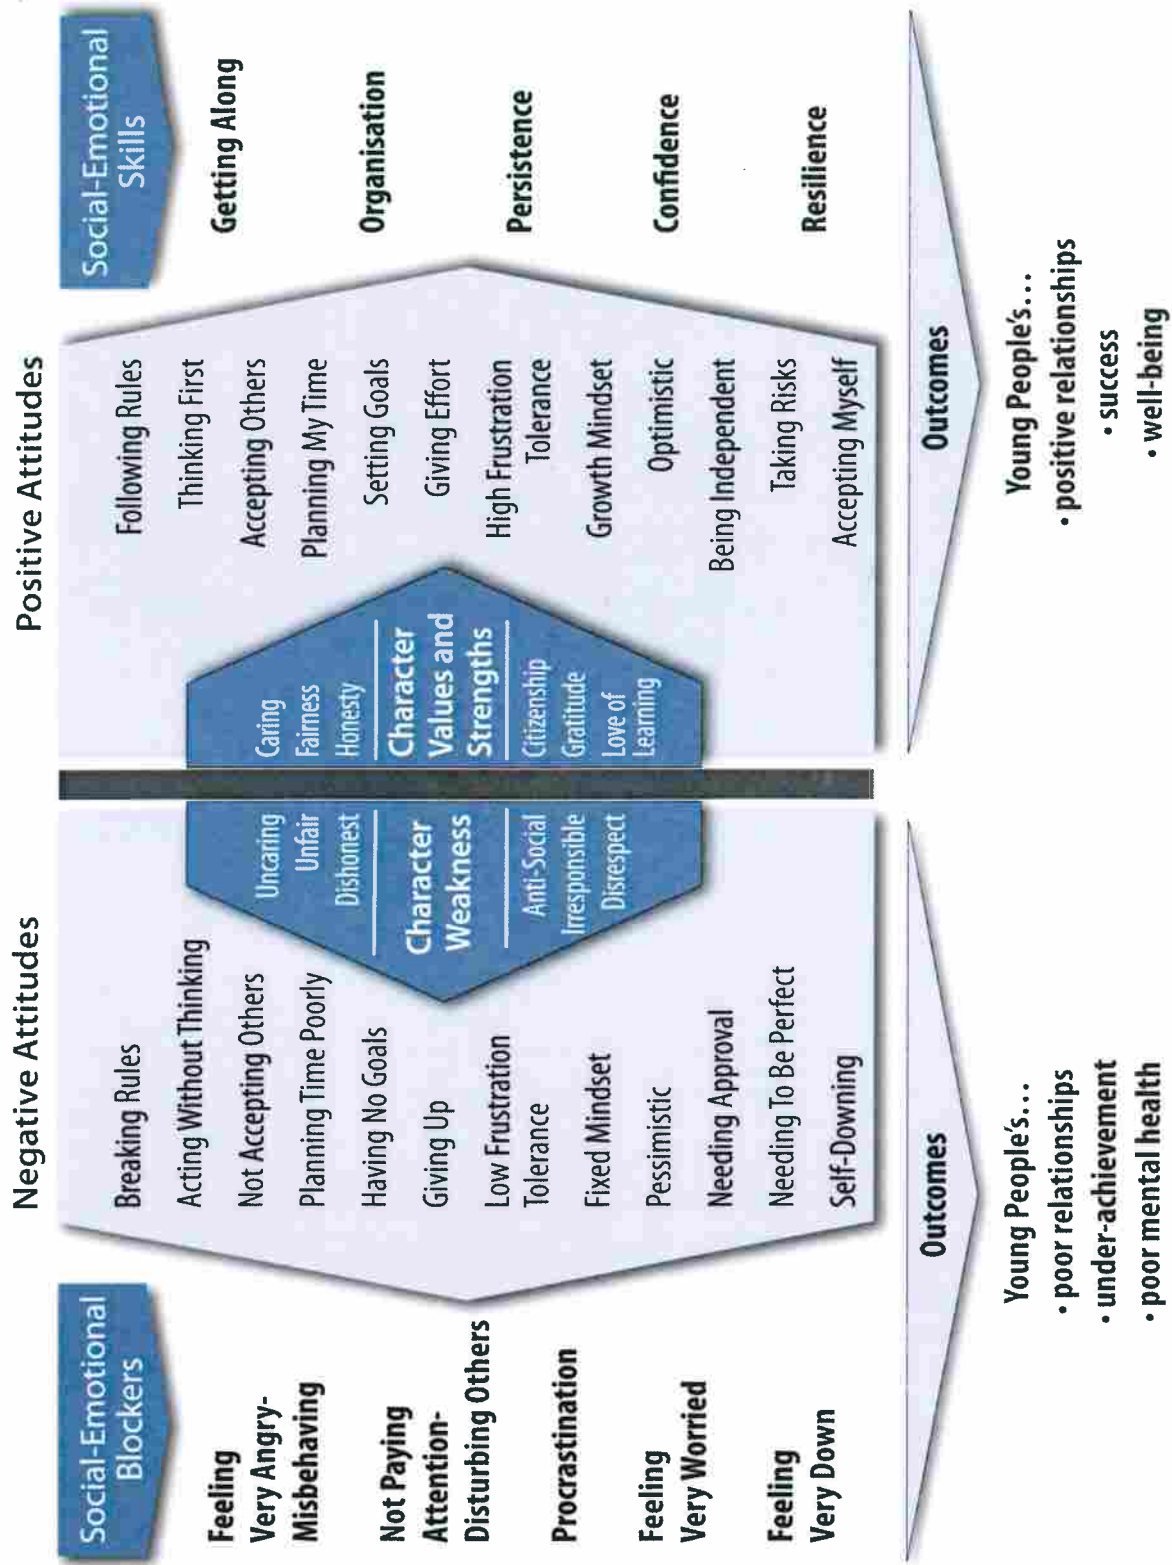 Negative Attitudes
Positive Attitudes
Social-Emotional
Blockers
Feeling
Very Angry-
Misbehaving
Not Paying
Attention-
Disturbing Others
Procrastination
Feeling
Very Worried
Feeling
Very Down
Breaking Rules
Acting Without Thinking
Not Accepting Others
Planning Time Poorly
Having No Goals
Giving Up
Low Frustration
Tolerance
Fixed Mindset
Pessimistic
Needing Approval
Needing To Be Perfect
Self-Downing
Uncaring
Unfair
Dishonest
Character
Weakness
Anti-Social
Irresponsible
Disrespect
Caring
Fairness
Honesty
Character
Values and
Strengths
Citizenship
Gratitude
Love of
Learning
Following Rules
Thinking First
Accepting Others
Planning My Time
Setting Goals
Giving Effort
High Frustration
Tolerance
Growth Mindset
Optimistic
Being Independent
Taking Risks
Accepting Myself
Social-Emotional
Skills
Getting Along
Organisation
Persistence
Confidence
Resilience
Outcomes
Young People's...
• poor relationships
• under-achievement
• poor mental health
Outcomes
Young People's...
• positive relationships
• success
• well-being